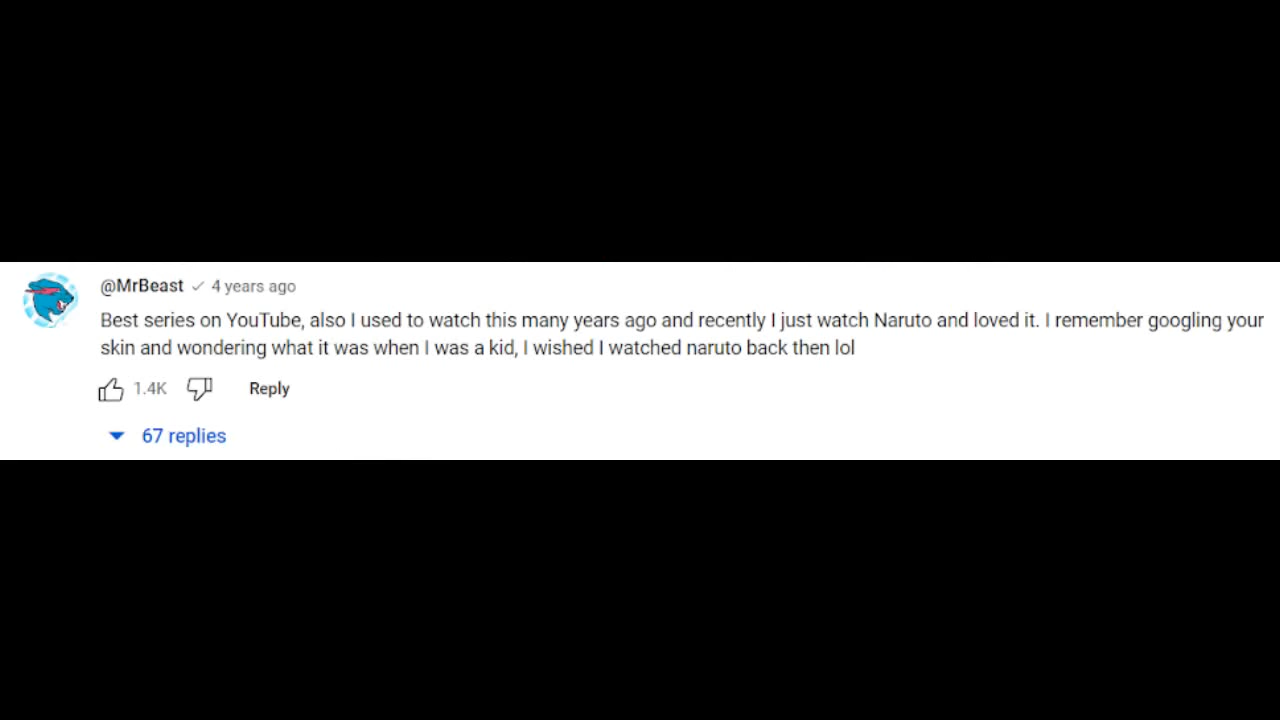 @MrBeast 4 years ago
Best series on YouTube, also I used to watch this many years ago and recently I just watch Naruto and loved it. I remember googling your
skin and wondering what it was when I was a kid, I wished I watched naruto back then lol
1.4K Reply
67 replies